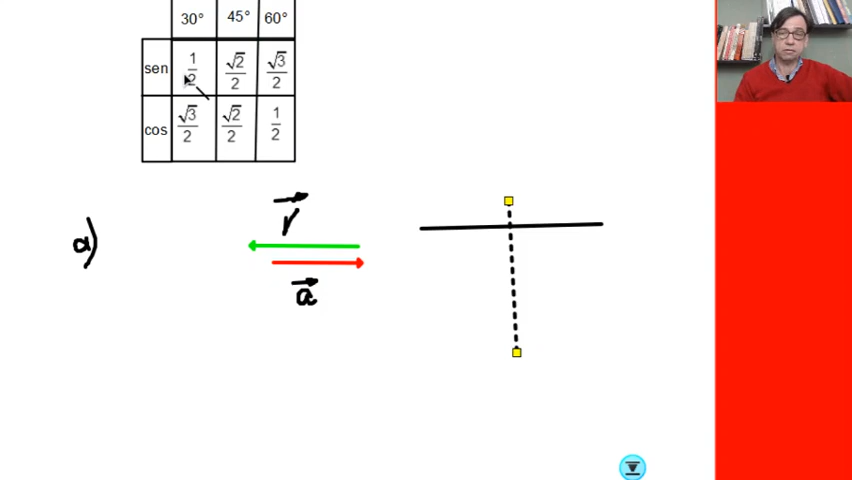 30° 45° 60°
sen 1/2 √2/2 √3/2
cos √3/2 √2/2 1/2
a)
v
a